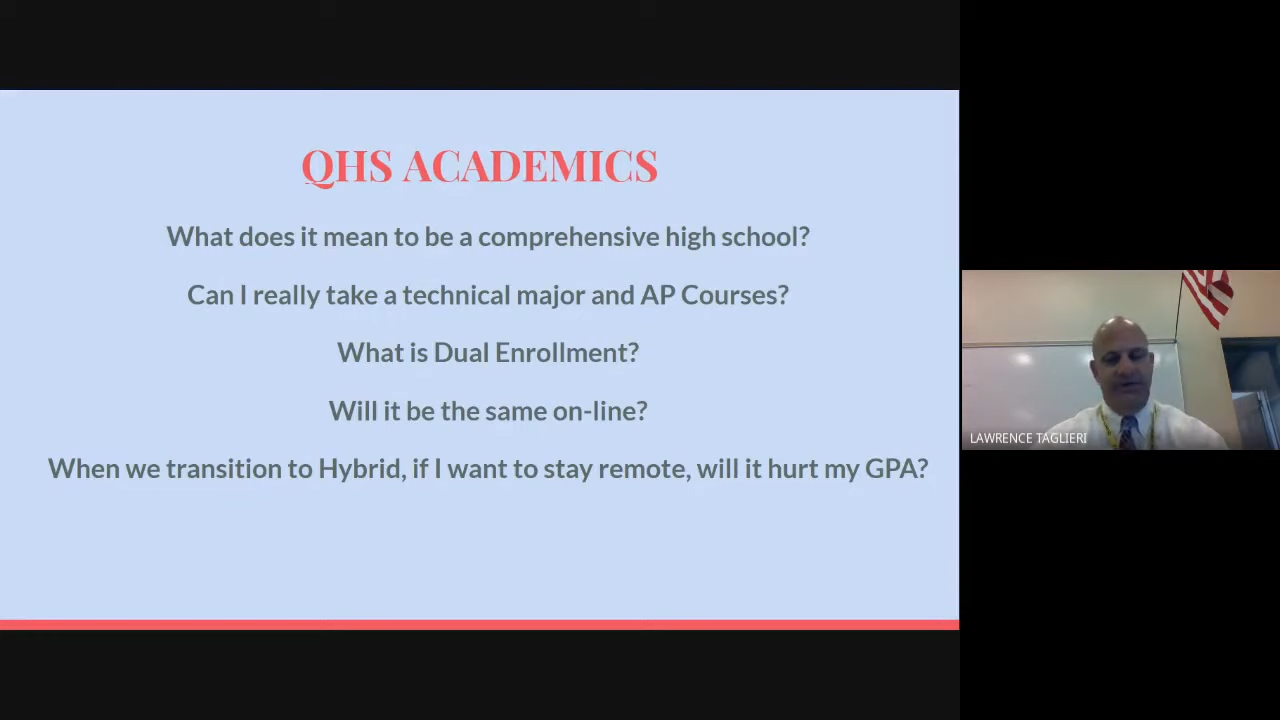 QHS ACADEMICS
What does it mean to be a comprehensive high school?
Can I really take a technical major and AP Courses?
What is Dual Enrollment?
Will it be the same on-line?
When we transition to Hybrid, if I want to stay remote, will it hurt my GPA?
LAWRENCE TAGLIERI